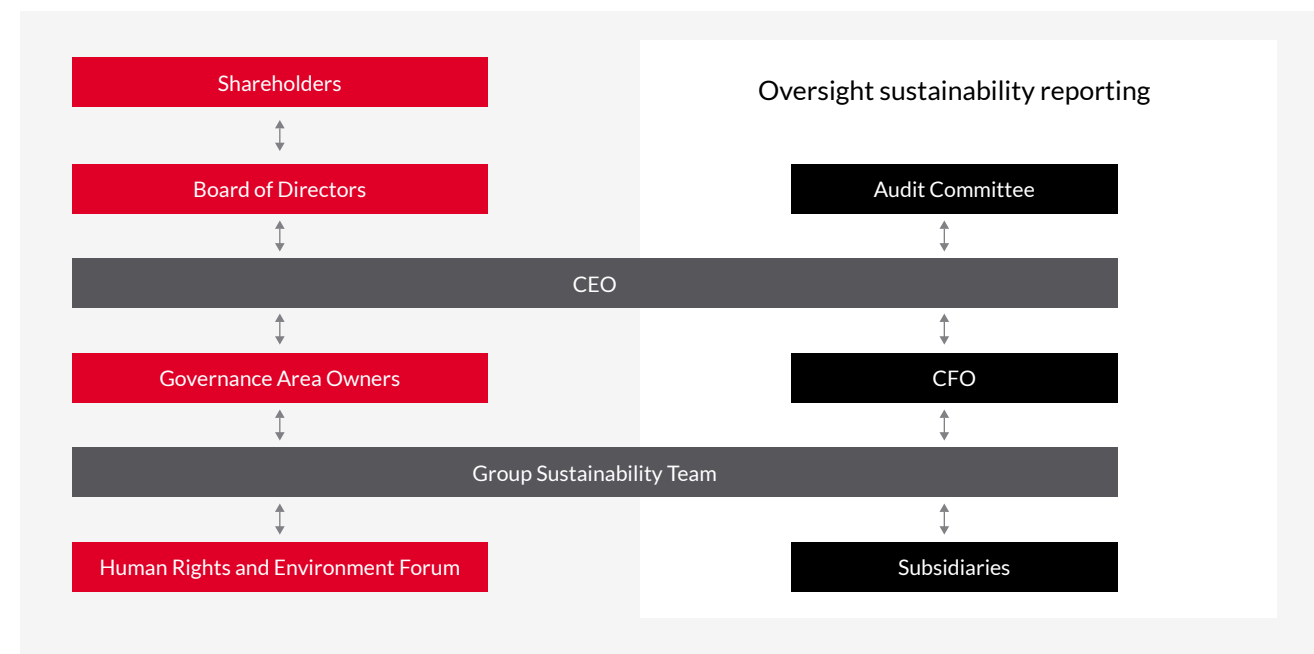 Shareholders
Oversight sustainability reporting
Board of Directors
Audit Committee
CEO
Governance Area Owners
CFO
Group Sustainability Team
Human Rights and Environment Forum
Subsidiaries